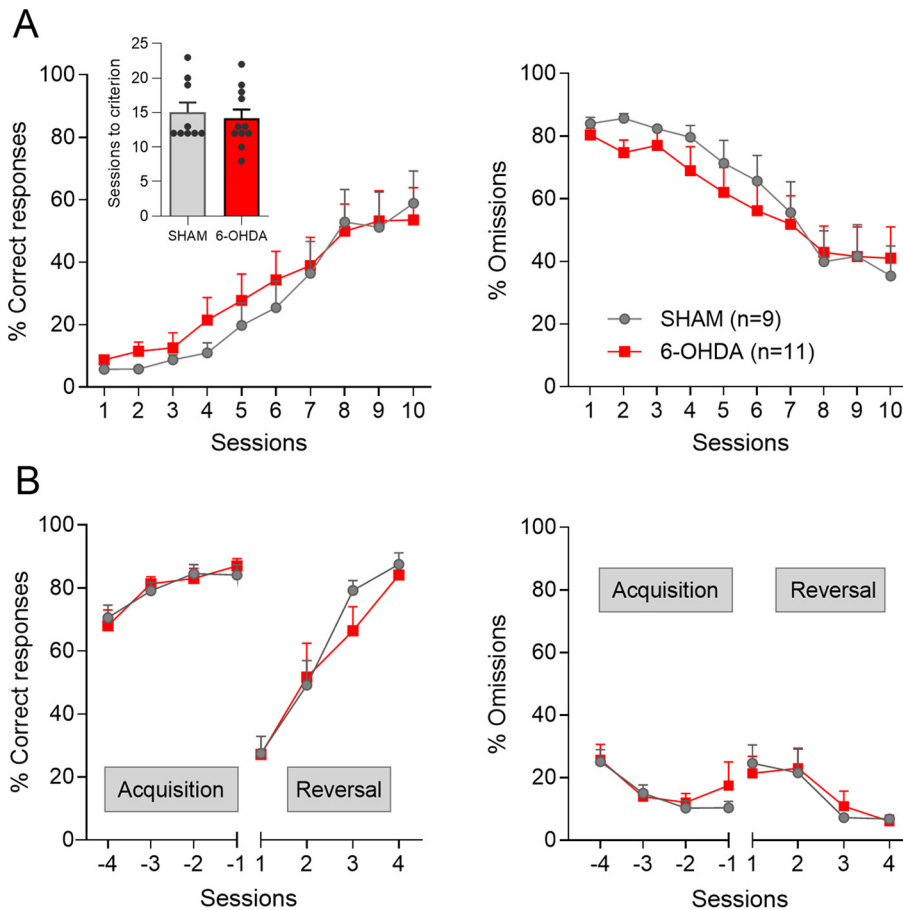 A
% Correct responses
100
80
60
40
20
0
Sessions to criterion
25
20
15
10
5
0
SHAM 6-OHDA
1 2 3 4 5 6 7 8 9 10
Sessions
% Omissions
100
80
60
40
20
0
SHAM (n=9)
6-OHDA (n=11)
1 2 3 4 5 6 7 8 9 10
Sessions
B
% Correct responses
100
80
60
40
20
0
Acquisition Reversal
-4 -3 -2 -1 1 2 3 4
Sessions
% Omissions
100
80
60
40
20
0
Acquisition Reversal
-4 -3 -2 -1 1 2 3 4
Sessions